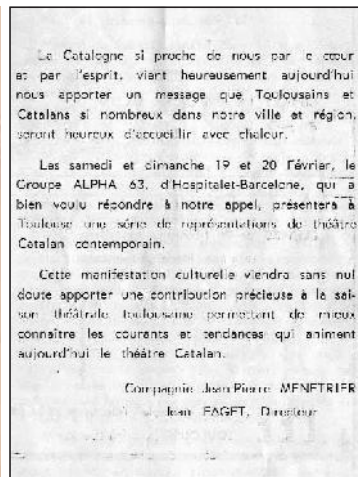 La Catalogne si proche de nous par le cœur
et par l'esprit, vient heureusement aujourd'hui
nous apporter un message que Toulousains et
Catalans si nombreux dans notre ville et région,
seront heureux d'accueillir avec chaleur.
Les samedi et dimanche 19 et 20 Février, le
Groupe ALPHA 63, d'Hospitalet-Barcelone, qui a
bien voulu répondre à notre appel, présentera à
Toulouse une série de représentations de théâtre
Catalan contemporain.
Cette manifestation culturelle viendra sans nul
doute apporter une contribution précieuse à la sai-
son théâtrale toulousaine permettant de mieux
connaître les courants et tendances qui animent
aujourd'hui le théâtre Catalan.
Compagnie Jean-Pierre MENETRIER
Jean FAGET, Directeur